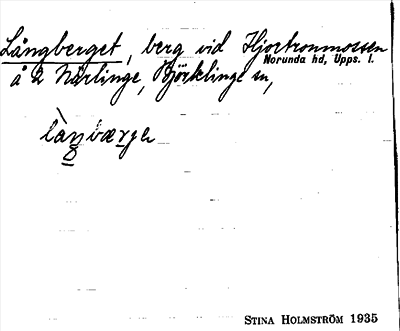 Långberget, berg vid Hjortronmossen
Norunda hd, Upps. l.
å 2 Närlinge, Björklinge sn,
STINA HOLMSTRÖM 1935